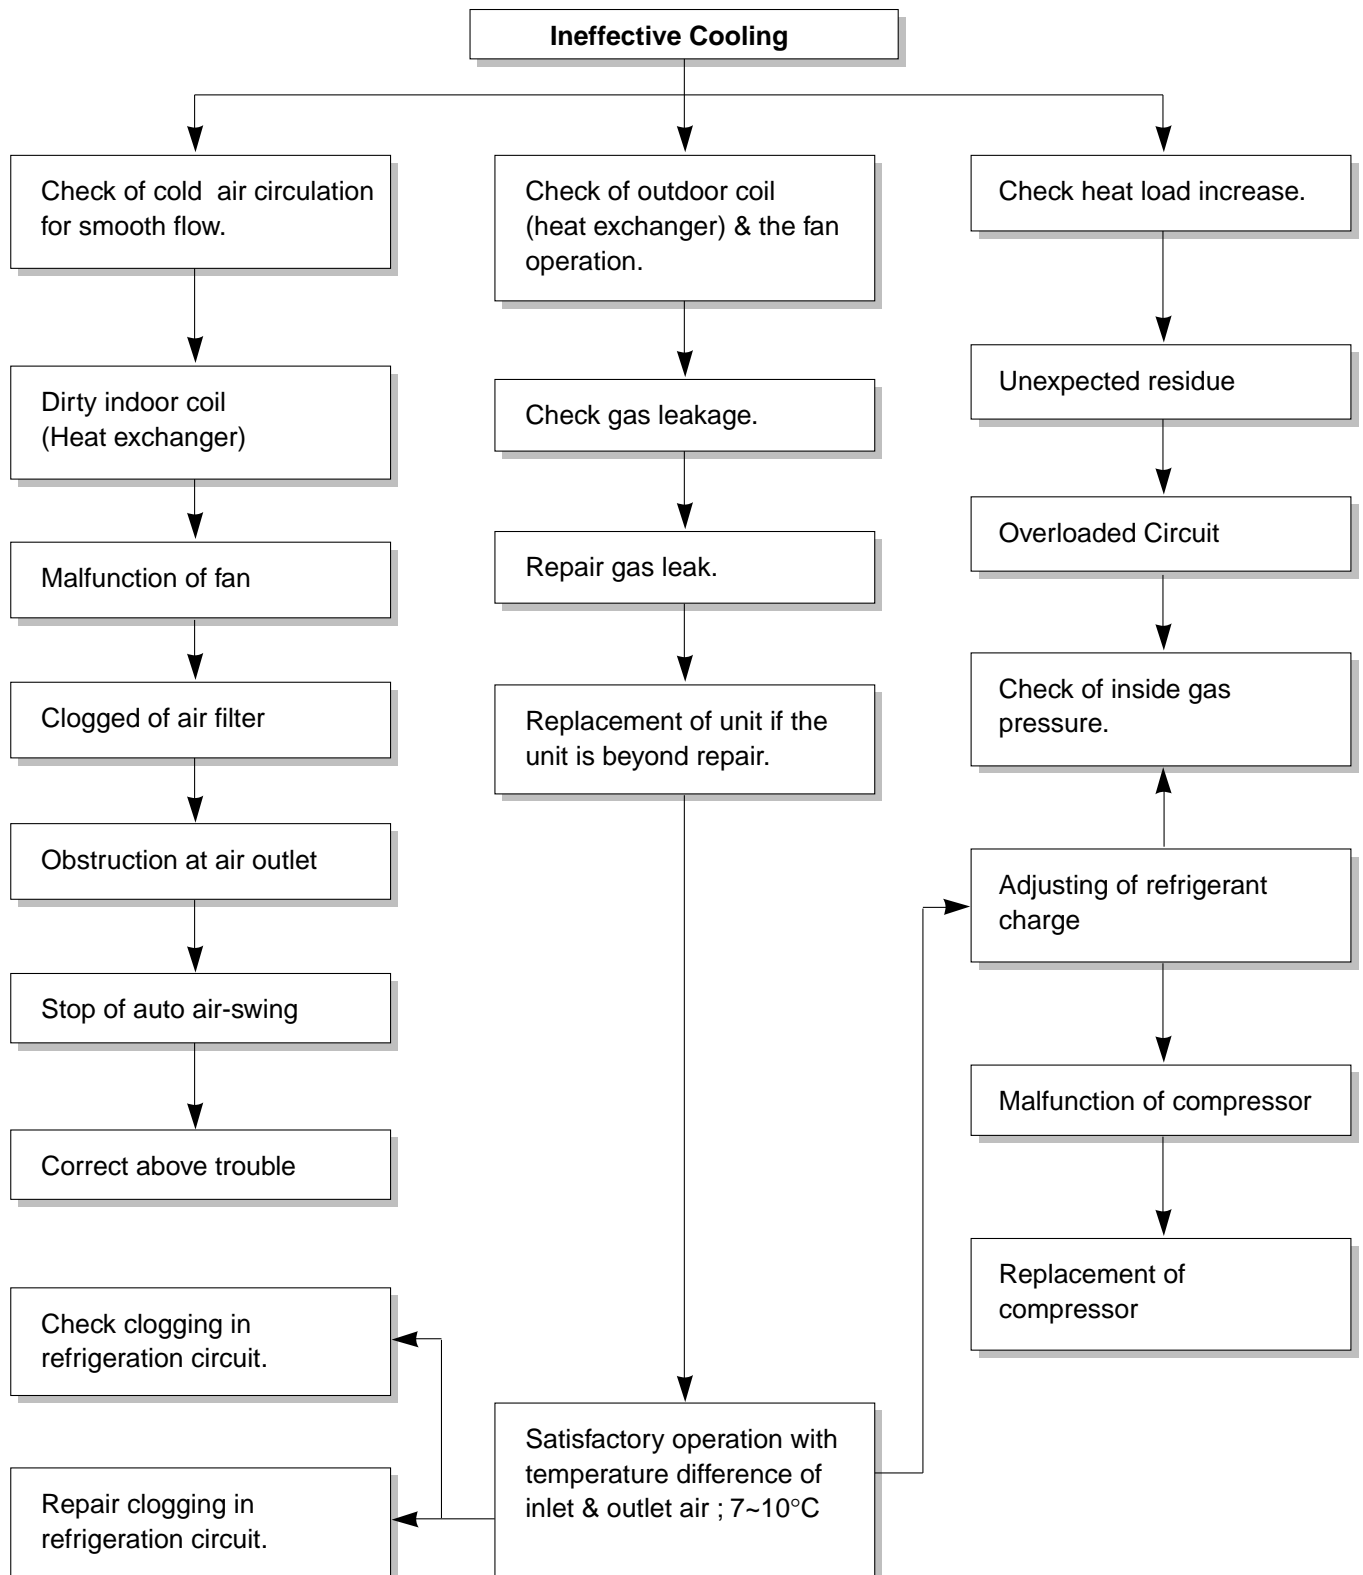 Ineffective Cooling
Check of cold air circulation
for smooth flow.
Dirty indoor coil
(Heat exchanger)
Malfunction of fan
Clogged of air filter
Obstruction at air outlet
Stop of auto air-swing
Correct above trouble
Check clogging in
refrigeration circuit.
Repair clogging in
refrigeration circuit.
Check of outdoor coil
(heat exchanger) & the fan
operation.
Check gas leakage.
Repair gas leak.
Replacement of unit if the
unit is beyond repair.
Satisfactory operation with
temperature difference of
inlet & outlet air ; 7~10°C
Check heat load increase.
Unexpected residue
Overloaded Circuit
Check of inside gas
pressure.
Adjusting of refrigerant
charge
Malfunction of compressor
Replacement of
compressor